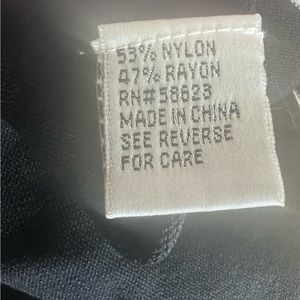 53% NYLON
47% RAYON
RN#58823
MADE IN CHINA
SEE REVERSE
FOR CARE